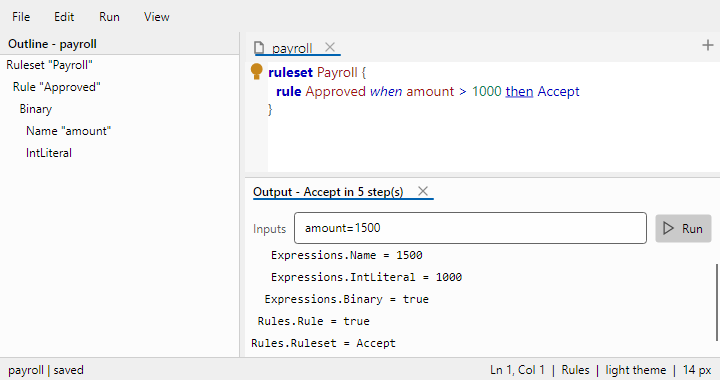 File Edit Run View
Outline - payroll
Ruleset "Payroll"
Rule "Approved"
Binary
Name "amount"
IntLiteral
payroll
ruleset Payroll {
rule Approved when amount > 1000 then Accept
}
Output - Accept in 5 step(s)
Inputs amount=1500 Run
Expressions.Name = 1500
Expressions.IntLiteral = 1000
Expressions.Binary = true
Rules.Rule = true
Rules.Ruleset = Accept
payroll | saved Ln 1, Col 1 | Rules | light theme | 14 px